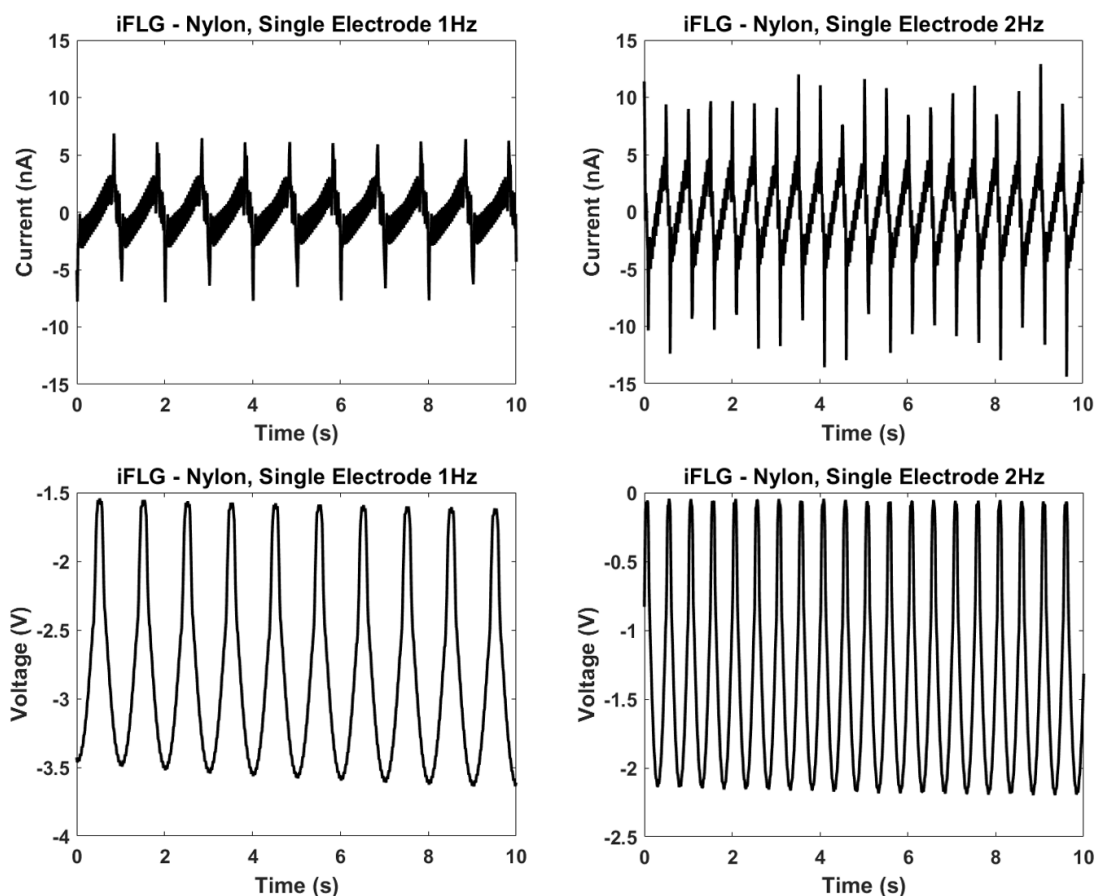 iFLG - Nylon, Single Electrode 1Hz
15
10
5
0
-5
-10
-15
Current (nA)
0 2 4 6 8 10
Time (s)
iFLG - Nylon, Single Electrode 2Hz
15
10
5
0
-5
-10
-15
Current (nA)
0 2 4 6 8 10
Time (s)
iFLG - Nylon, Single Electrode 1Hz
-1.5
-2
-2.5
-3
-3.5
-4
Voltage (V)
0 2 4 6 8 10
Time (s)
iFLG - Nylon, Single Electrode 2Hz
0
-0.5
-1
-1.5
-2
-2.5
Voltage (V)
0 2 4 6 8 10
Time (s)